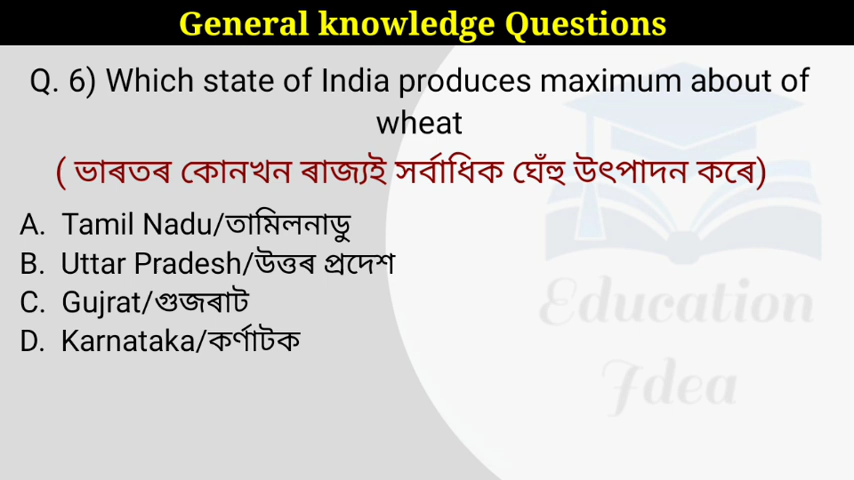 General knowledge Questions
Q. 6) Which state of India produces maximum about of
wheat
( ভাৰতৰ কোনখন ৰাজ্যই সৰ্বাধিক ঘেঁহু উৎপাদন কৰে)
A. Tamil Nadu/তামিলনাডু
B. Uttar Pradesh/উত্তৰ প্ৰদেশ
C. Gujrat/গুজৰাট
D. Karnataka/কৰ্ণাটক
Education
Idea